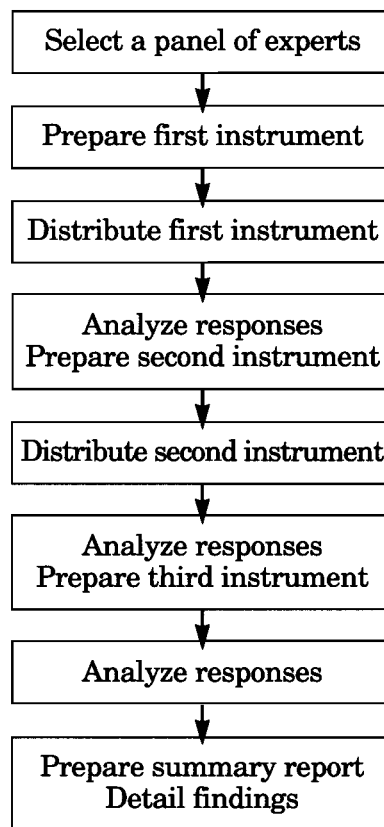 Select a panel of experts
Prepare first instrument
Distribute first instrument
Analyze responses
Prepare second instrument
Distribute second instrument
Analyze responses
Prepare third instrument
Analyze responses
Prepare summary report
Detail findings